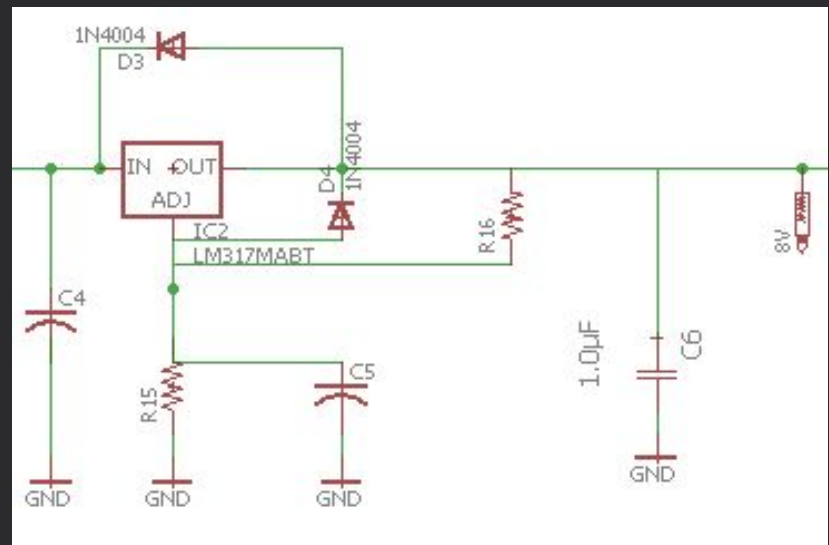 1N4004
D3
IN
OUT
ADJ
D4
1N4004
IC2
LM317MABT
R16
8V
C4
R15
C5
1.0µF
C6
GND
GND
GND
GND